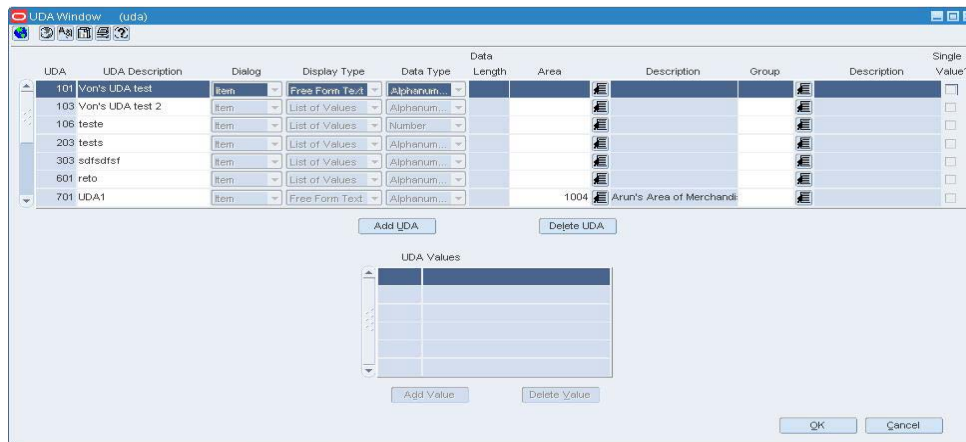 UDA Window (uda)
Data Single
UDA UDA Description Dialog Display Type Data Type Length Area Description Group Description Value?
101 Von's UDA test Item Free Form Text Alphanum...
103 Von's UDA test 2 Item List of Values Alphanum...
106 teste Item List of Values Number
203 tests Item List of Values Alphanum...
303 sdfsdfsf Item List of Values Alphanum...
601 reto Item List of Values Alphanum...
701 UDA1 Item Free Form Text Alphanum... 1004 Arun's Area of Merchandi
Add UDA Delete UDA
UDA Values
Add Value Delete Value
OK Cancel